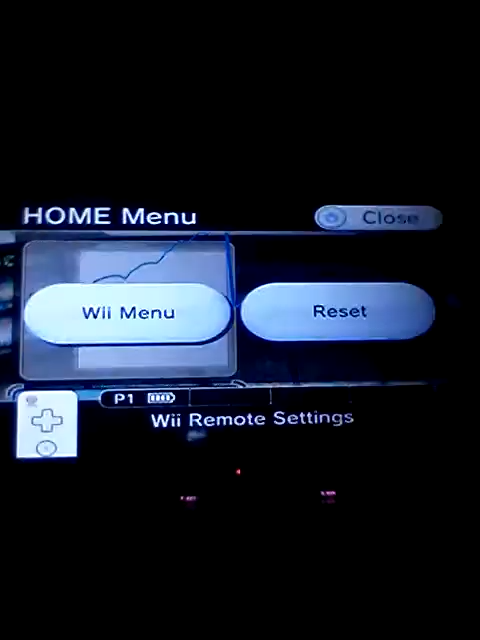 HOME Menu
Close
Wii Menu
Reset
P1
Wii Remote Settings